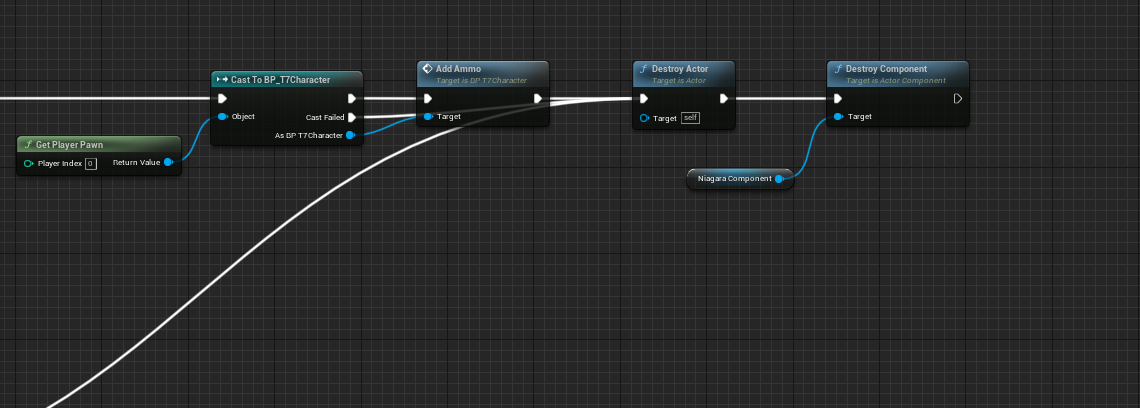 Cast To BP_T7Character
Object
Cast Failed
As BP T7Character
Get Player Pawn
Player Index 0
Return Value
Add Ammo
Target is BP T7Character
Target
Destroy Actor
Target is Actor
Target self
Destroy Component
Target is Actor Component
Target
Niagara Component